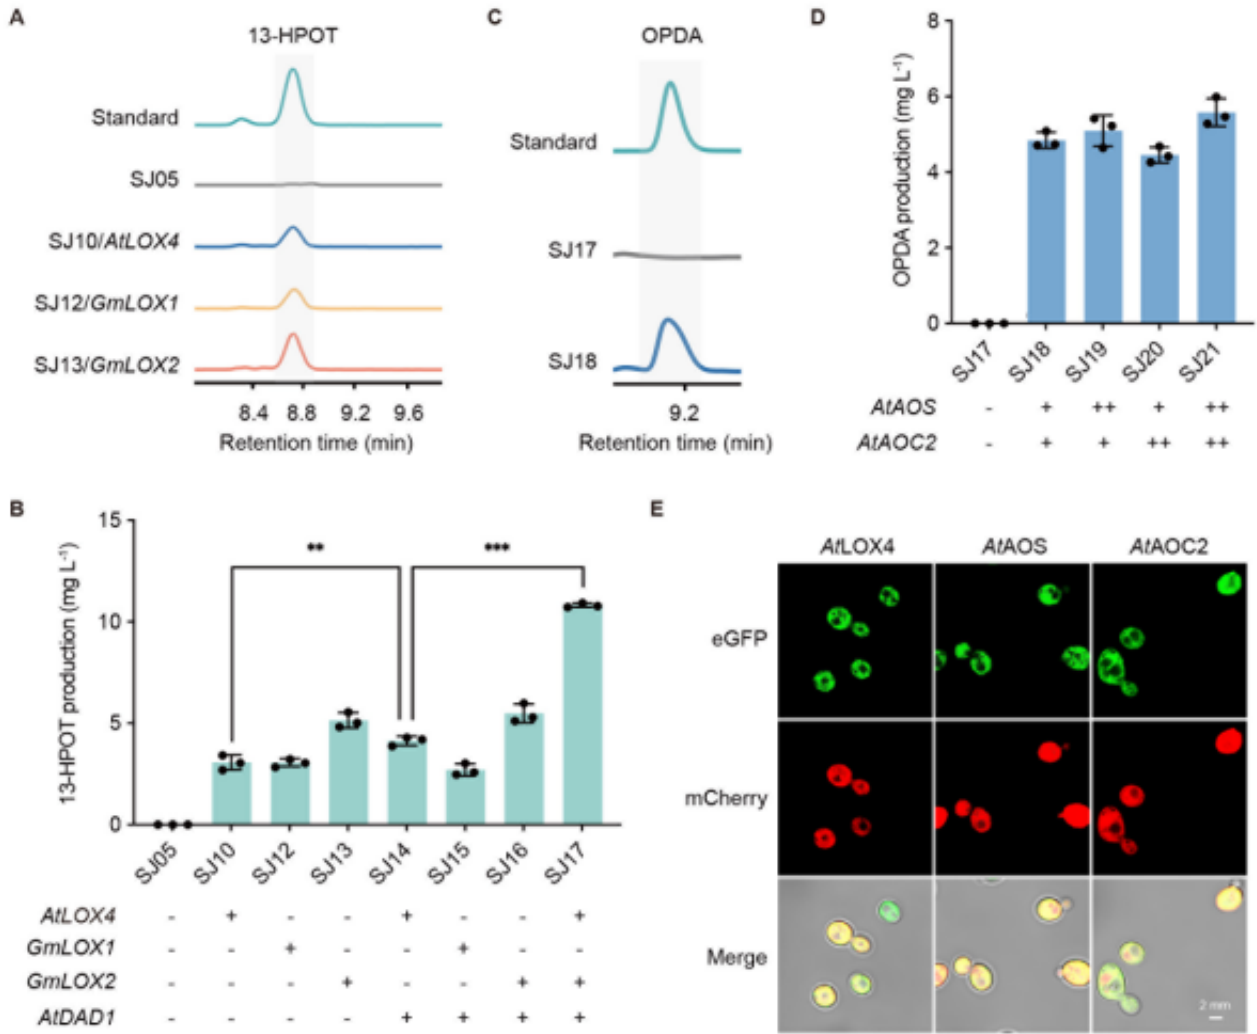 A
13-HPOT
Standard
SJ05
SJ10/AtLOX4
SJ12/GmLOX1
SJ13/GmLOX2
8.4 8.8 9.2 9.6
Retention time (min)
C
OPDA
Standard
SJ17
SJ18
9.2
Retention time (min)
D
OPDA production (mg L⁻¹)
8
6
4
2
0
SJ17 SJ18 SJ19 SJ20 SJ21
AtAOS - + ++ + ++
AtAOC2 - + + ++ ++
B
13-HPOT production (mg L⁻¹)
15
10
5
0
** ***
SJ05 SJ10 SJ12 SJ13 SJ14 SJ15 SJ16 SJ17
AtLOX4 - + - - + - - +
GmLOX1 - - + - - + - -
GmLOX2 - - - + - - + +
AtDAD1 - - - - + + + +
E
AtLOX4 AtAOS AtAOC2
eGFP
mCherry
Merge
2 mm